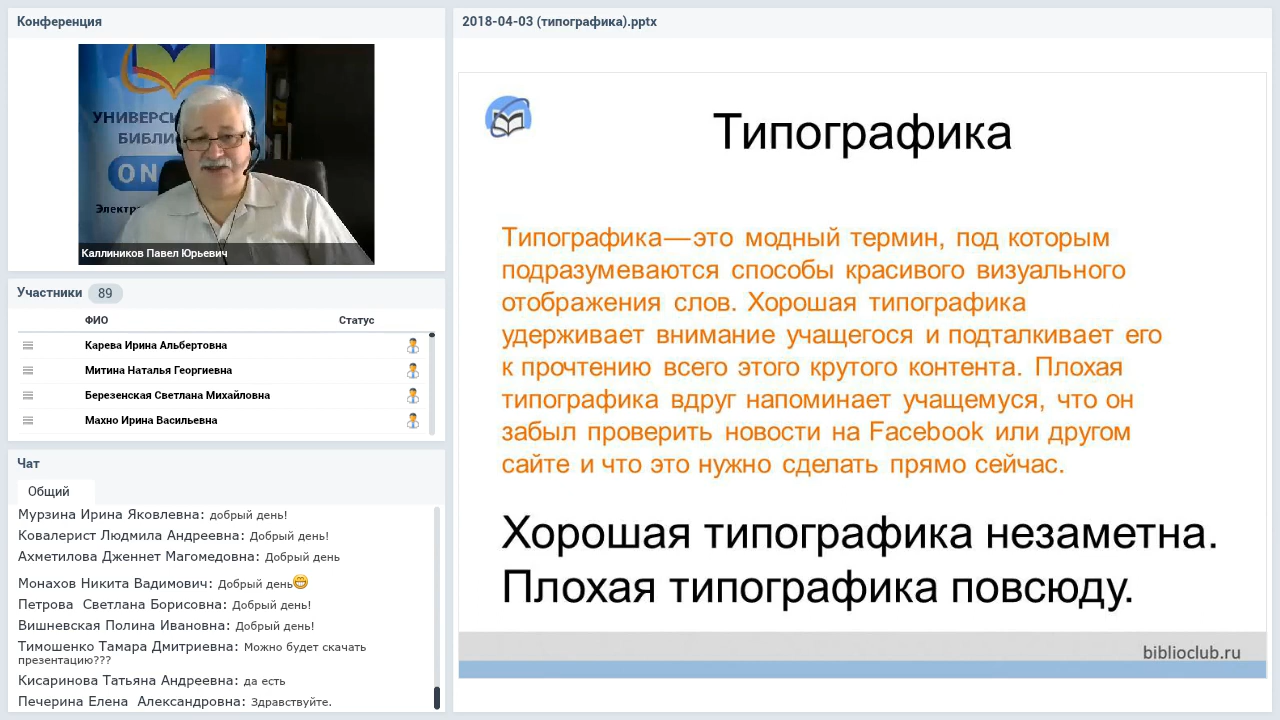 Конференция
УНИВЕРС
БИБЛИ
ON
Электр
Каллиников Павел Юрьевич
Участники 89
ФИО Статус
Карева Ирина Альбертовна
Митина Наталья Георгиевна
Березенская Светлана Михайловна
Махно Ирина Васильевна
Чат
Общий
Мурзина Ирина Яковлевна: добрый день!
Ковалерист Людмила Андреевна: Добрый день!
Ахметилова Дженнет Магомедовна: Добрый день
Монахов Никита Вадимович: Добрый день
Петрова Светлана Борисовна: Добрый день!
Вишневская Полина Ивановна: Добрый день!
Тимошенко Тамара Дмитриевна: Можно будет скачать
презентацию???
Кисаринова Татьяна Андреевна: да есть
Печерина Елена Александровна: Здравствуйте.
2018-04-03 (типографика).pptx
Типографика
Типографика—это модный термин, под которым
подразумеваются способы красивого визуального
отображения слов. Хорошая типографика
удерживает внимание учащегося и подталкивает его
к прочтению всего этого крутого контента. Плохая
типографика вдруг напоминает учащемуся, что он
забыл проверить новости на Facebook или другом
сайте и что это нужно сделать прямо сейчас.
Хорошая типографика незаметна.
Плохая типографика повсюду.
biblioclub.ru